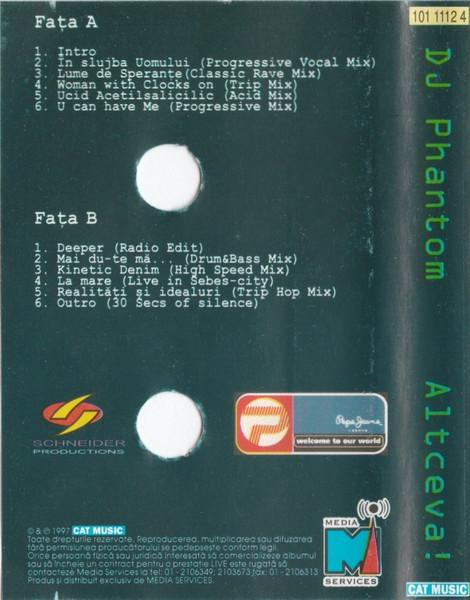 Fața A
1. Intro
2. În slujba Uomului (Progressive Vocal Mix)
3. Lume de Sperante(Classic Rave Mix)
4. Woman with Clocks on (Trip Mix)
5. Ucid Acetilsalicilic (Acid Mix)
6. U can have Me (Progressive Mix)
Fața B
1. Deeper (Radio Edit)
2. Mai du-te mă... (Drum&Bass Mix)
3. Kinetic Denim (High Speed Mix)
4. La mare (Live in Sebes-city)
5. Realități și idealuri (Trip Hop Mix)
6. Outro (30 Secs of silence)
SCHNEIDER
PRODUCTIONS
Pepe Jeans
LONDON
welcome to our world
© & ℗ 1997 CAT MUSIC
Toate drepturile rezervate. Reproducerea, multiplicarea sau difuzarea
fără permisiunea producătorului se pedepsește conform legii.
Orice persoană fizică sau juridică interesată să comercializeze albumul
sau să încheie un contract pentru o prestatie LIVE este rugată să
contacteze Media Services la tel: 01 - 2106349; 2103673,fax: 01 - 2106313
Produs și distribuit exclusiv de MEDIA SERVICES.
MEDIA
M
SERVICES
101 1112 4
DJ Phantom Altceva!
CAT MUSIC